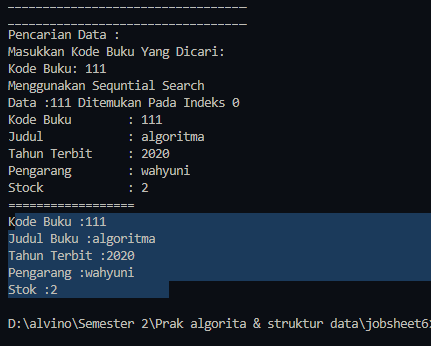 ___________________________________
___________________________________
Pencarian Data :
Masukkan Kode Buku Yang Dicari:
Kode Buku: 111
Menggunakan Sequntial Search
Data :111 Ditemukan Pada Indeks 0
Kode Buku        : 111
Judul            : algoritma
Tahun Terbit     : 2020
Pengarang        : wahyuni
Stock            : 2
==================
Kode Buku :111
Judul Buku :algoritma
Tahun Terbit :2020
Pengarang :wahyuni
Stok :2
D:\alvino\Semester 2\Prak algorita & struktur data\jobsheet6